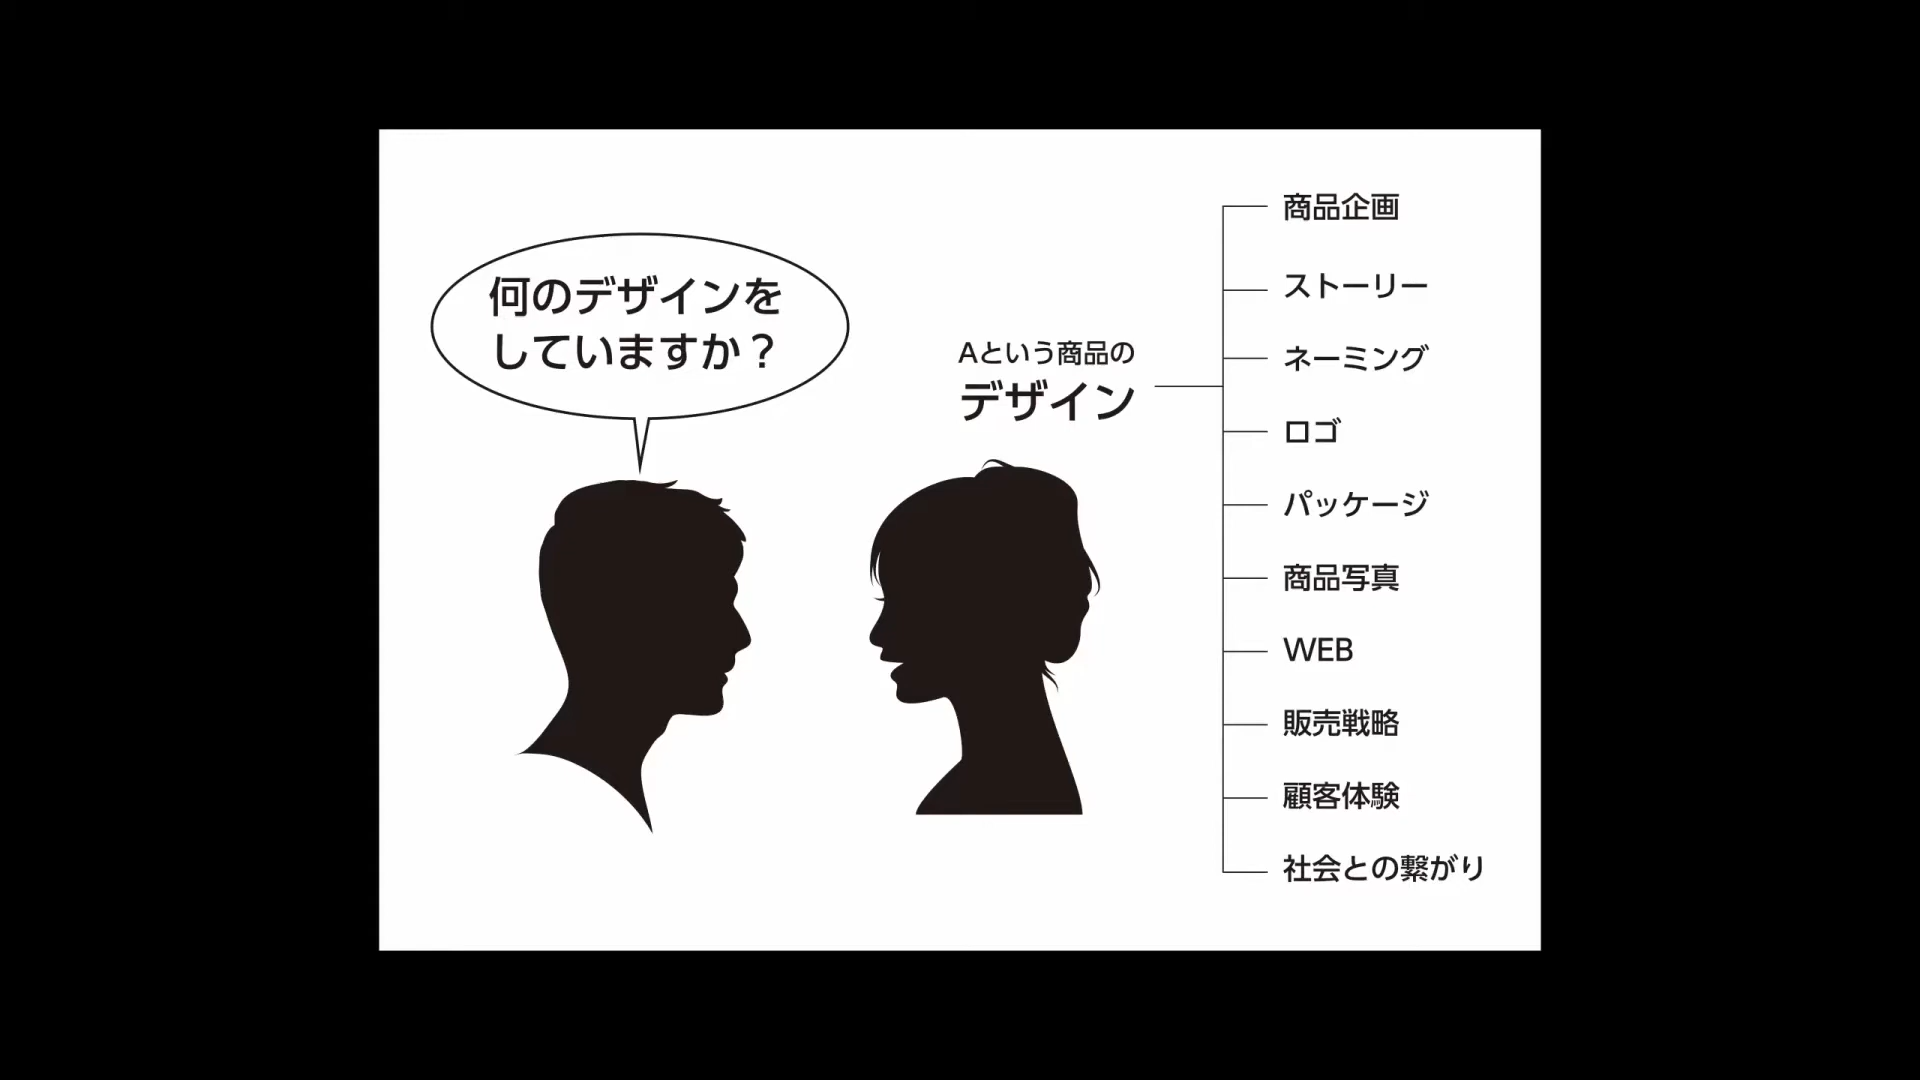 何のデザインを
していますか？
Aという商品の
デザイン
商品企画
ストーリー
ネーミング
ロゴ
パッケージ
商品写真
WEB
販売戦略
顧客体験
社会との繋がり